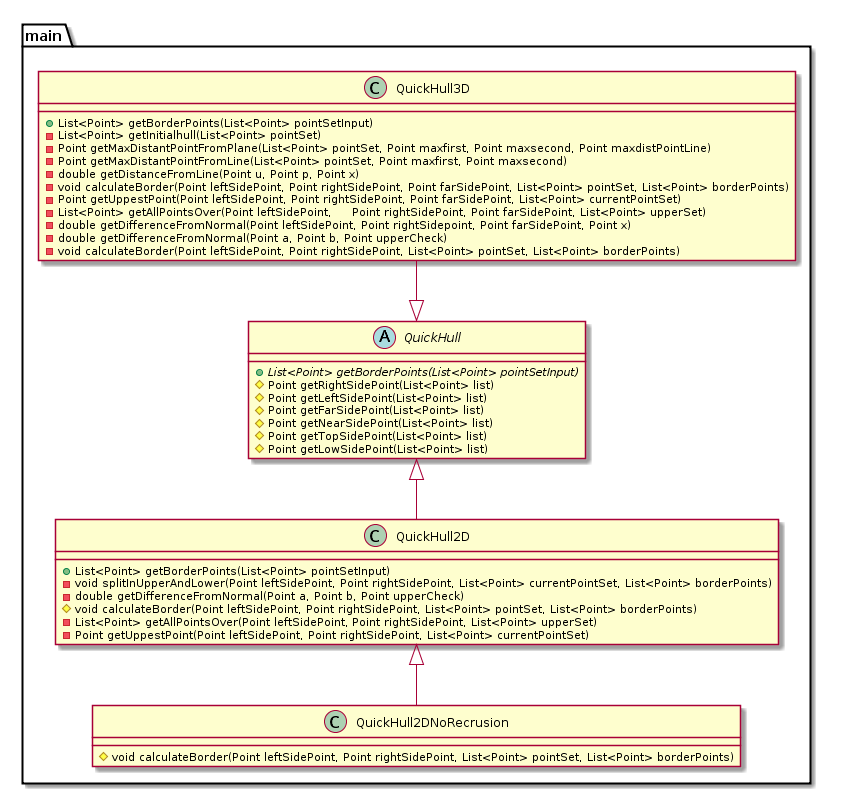 main
C QuickHull3D
List<Point> getBorderPoints(List<Point> pointSetInput)
List<Point> getInitialhull(List<Point> pointSet)
Point getMaxDistantPointFromPlane(List<Point> pointSet, Point maxfirst, Point maxsecond, Point maxdistPointLine)
Point getMaxDistantPointFromLine(List<Point> pointSet, Point maxfirst, Point maxsecond)
double getDistanceFromLine(Point u, Point p, Point x)
void calculateBorder(Point leftSidePoint, Point rightSidePoint, Point farSidePoint, List<Point> pointSet, List<Point> borderPoints)
Point getUppestPoint(Point leftSidePoint, Point rightSidePoint, Point farSidePoint, List<Point> currentPointSet)
List<Point> getAllPointsOver(Point leftSidePoint, Point rightSidePoint, Point farSidePoint, List<Point> upperSet)
double getDifferenceFromNormal(Point leftSidePoint, Point rightSidepoint, Point farSidePoint, Point x)
double getDifferenceFromNormal(Point a, Point b, Point upperCheck)
void calculateBorder(Point leftSidePoint, Point rightSidePoint, List<Point> pointSet, List<Point> borderPoints)
A QuickHull
List<Point> getBorderPoints(List<Point> pointSetInput)
Point getRightSidePoint(List<Point> list)
Point getLeftSidePoint(List<Point> list)
Point getFarSidePoint(List<Point> list)
Point getNearSidePoint(List<Point> list)
Point getTopSidePoint(List<Point> list)
Point getLowSidePoint(List<Point> list)
C QuickHull2D
List<Point> getBorderPoints(List<Point> pointSetInput)
void splitInUpperAndLower(Point leftSidePoint, Point rightSidePoint, List<Point> currentPointSet, List<Point> borderPoints)
double getDifferenceFromNormal(Point a, Point b, Point upperCheck)
void calculateBorder(Point leftSidePoint, Point rightSidePoint, List<Point> pointSet, List<Point> borderPoints)
List<Point> getAllPointsOver(Point leftSidePoint, Point rightSidePoint, List<Point> upperSet)
Point getUppestPoint(Point leftSidePoint, Point rightSidePoint, List<Point> currentPointSet)
C QuickHull2DNoRecrusion
void calculateBorder(Point leftSidePoint, Point rightSidePoint, List<Point> pointSet, List<Point> borderPoints)